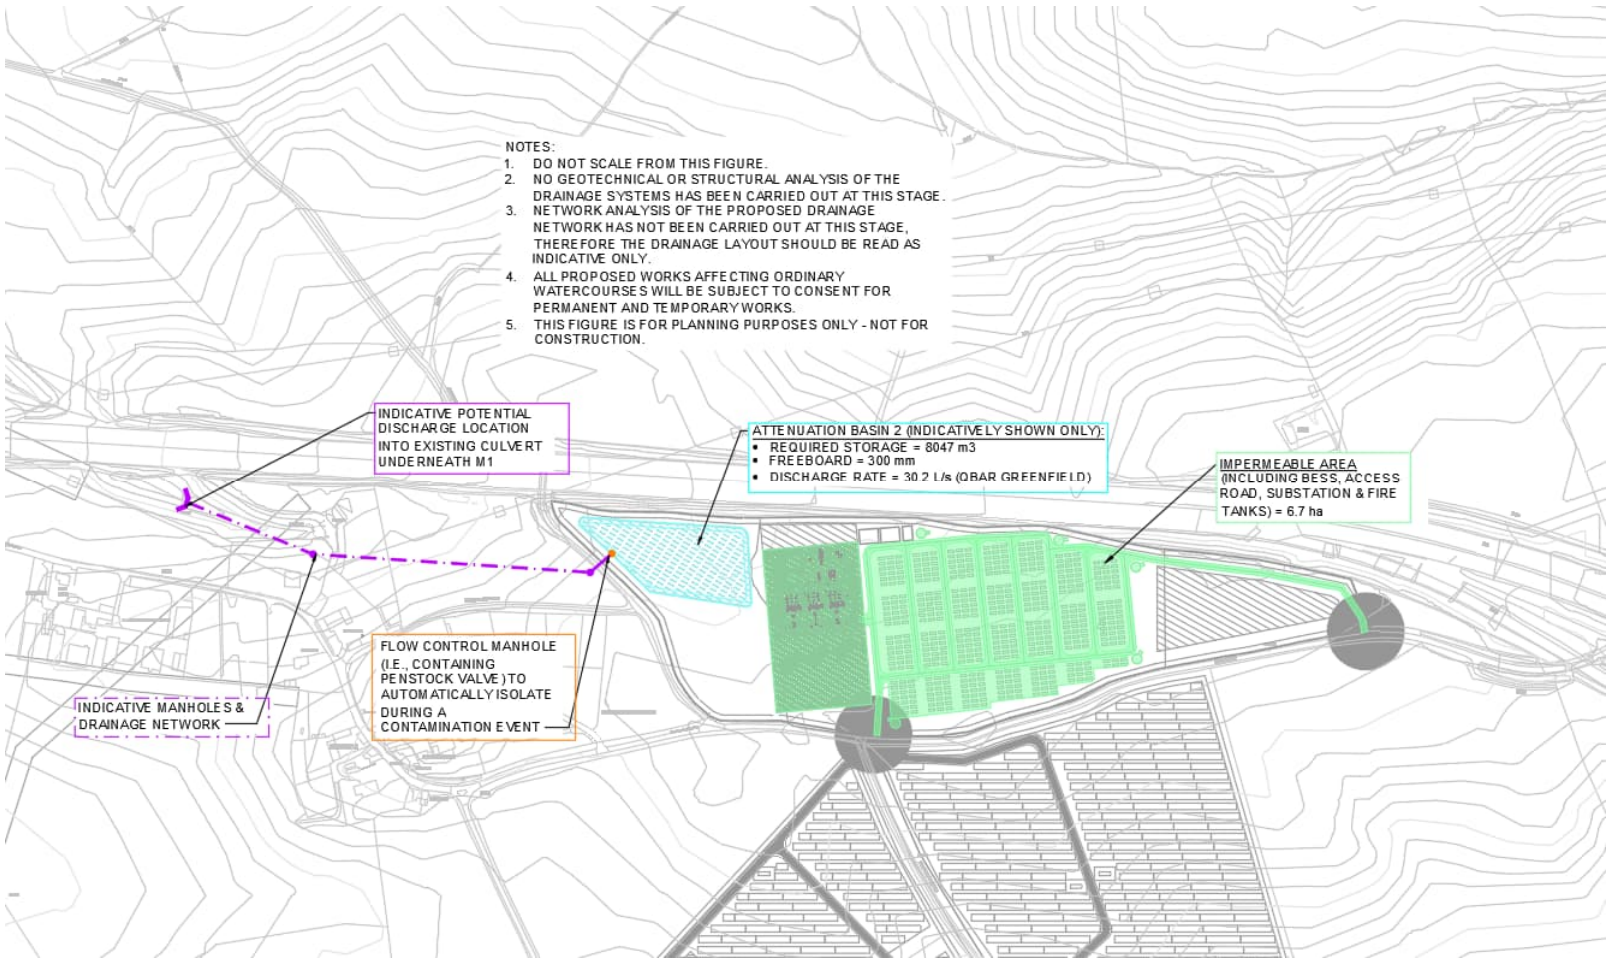 NOTES:
1. DO NOT SCALE FROM THIS FIGURE.
2. NO GEOTECHNICAL OR STRUCTURAL ANALYSIS OF THE
DRAINAGE SYSTEMS HAS BEEN CARRIED OUT AT THIS STAGE.
3. NETWORK ANALYSIS OF THE PROPOSED DRAINAGE
NETWORK HAS NOT BEEN CARRIED OUT AT THIS STAGE,
THEREFORE THE DRAINAGE LAYOUT SHOULD BE READ AS
INDICATIVE ONLY.
4. ALL PROPOSED WORKS AFFECTING ORDINARY
WATERCOURSES WILL BE SUBJECT TO CONSENT FOR
PERMANENT AND TEMPORARY WORKS.
5. THIS FIGURE IS FOR PLANNING PURPOSES ONLY - NOT FOR
CONSTRUCTION.
INDICATIVE POTENTIAL
DISCHARGE LOCATION
INTO EXISTING CULVERT
UNDERNEATH M1
ATTENUATION BASIN 2 (INDICATIVELY SHOWN ONLY):
• REQUIRED STORAGE = 8047 m3
• FREEBOARD = 300 mm
• DISCHARGE RATE = 30.2 L/s (QBAR GREENFIELD)
IMPERMEABLE AREA
(INCLUDING BESS, ACCESS
ROAD, SUBSTATION & FIRE
TANKS) = 6.7 ha
FLOW CONTROL MANHOLE
(I.E., CONTAINING
PENSTOCK VALVE) TO
AUTOMATICALLY ISOLATE
DURING A
CONTAMINATION EVENT
INDICATIVE MANHOLES &
DRAINAGE NETWORK